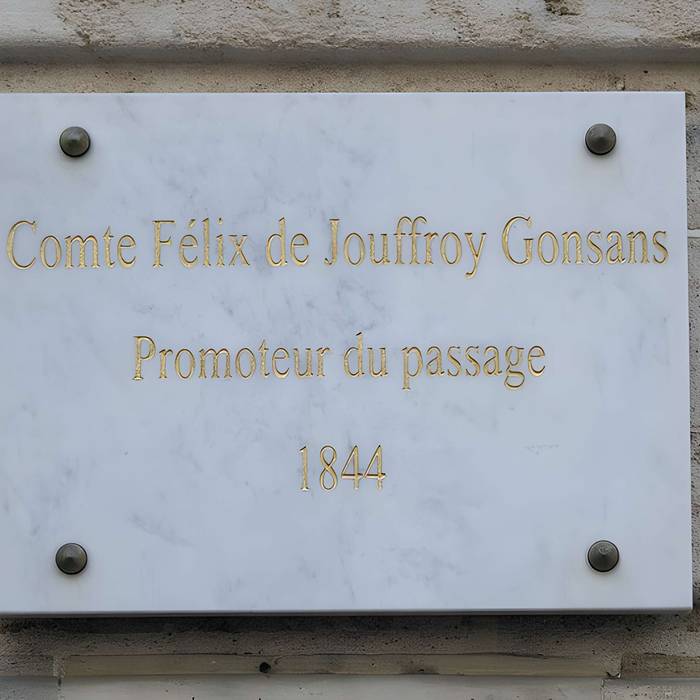 Comte Félix de Jouffroy Gonsans
Promoteur du passage
1844